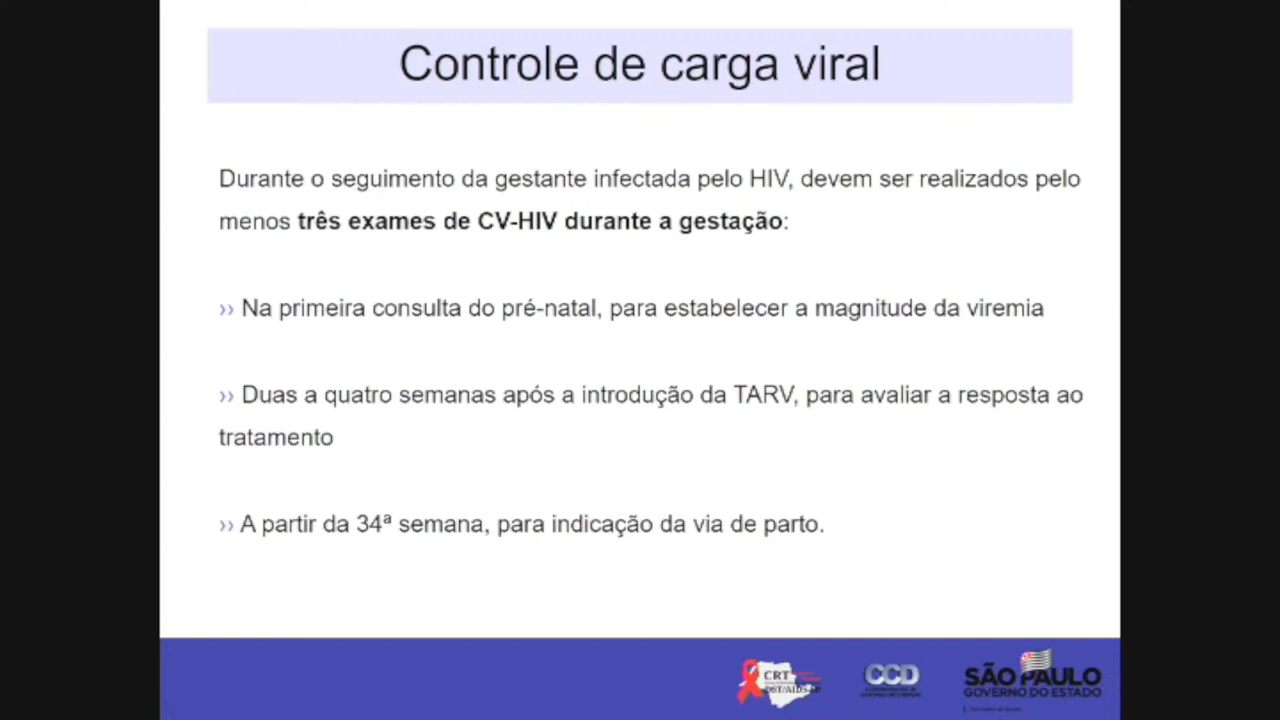 Controle de carga viral
Durante o seguimento da gestante infectada pelo HIV, devem ser realizados pelo
menos três exames de CV-HIV durante a gestação:
›› Na primeira consulta do pré-natal, para estabelecer a magnitude da viremia
›› Duas a quatro semanas após a introdução da TARV, para avaliar a resposta ao
tratamento
›› A partir da 34ª semana, para indicação da via de parto.
CRT
DST/AIDS-SP
CCD
SÃO PAULO
GOVERNO DO ESTADO